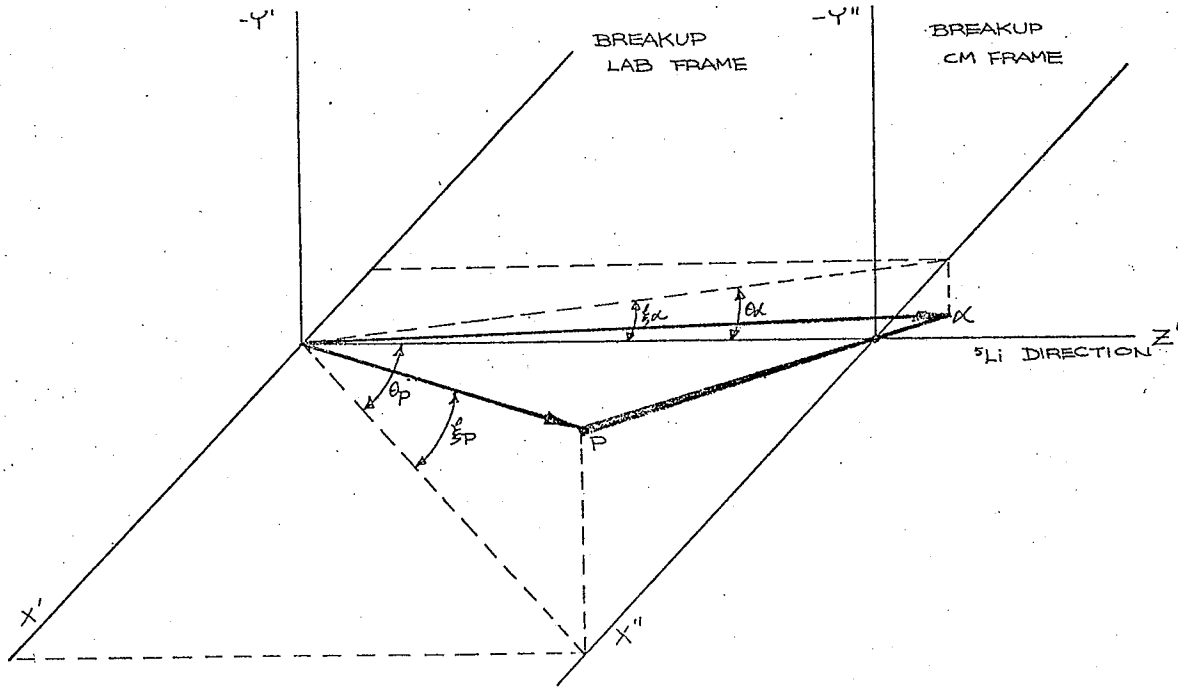 -Y'
BREAKUP
LAB FRAME
-Y"
BREAKUP
CM FRAME
ξα
θα
α
Z'
⁵Li DIRECTION
θp
ξp
P
X'
X"